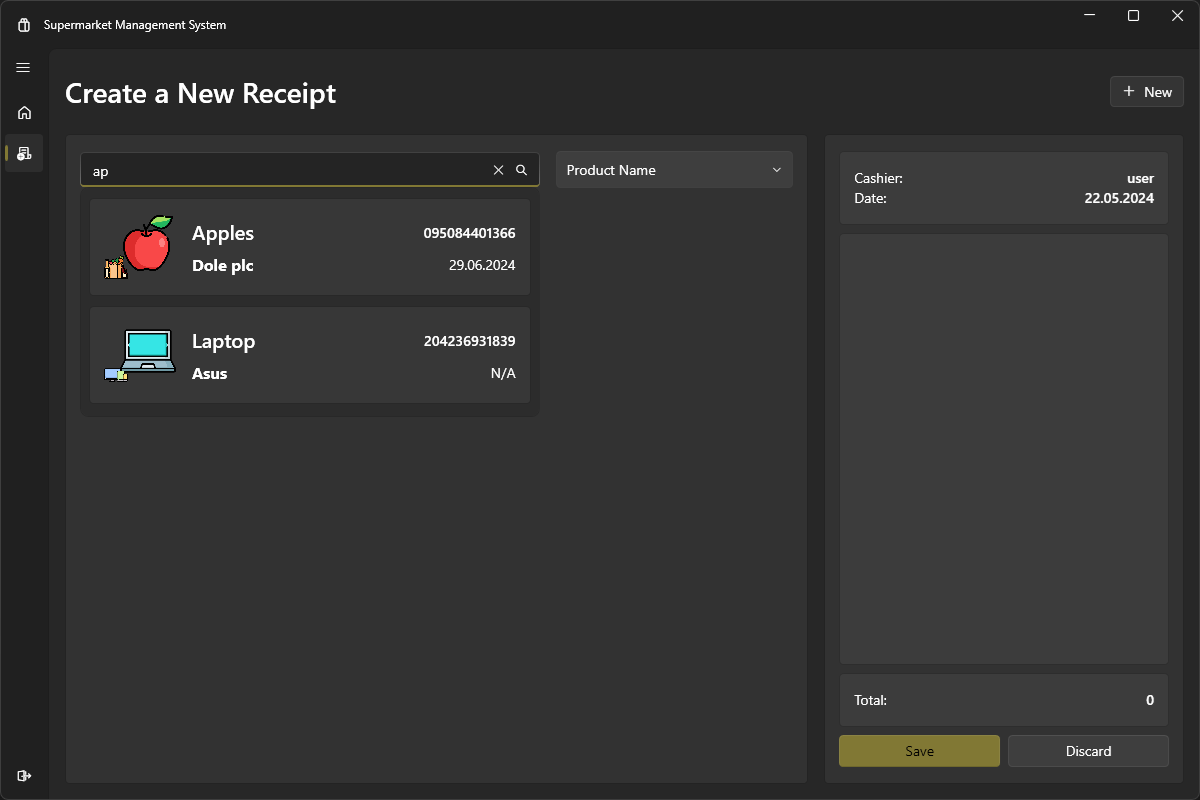 Supermarket Management System
Create a New Receipt
New
ap
Product Name
Apples 095084401366
Dole plc 29.06.2024
Laptop 204236931839
Asus N/A
Cashier: user
Date: 22.05.2024
Total: 0
Save Discard